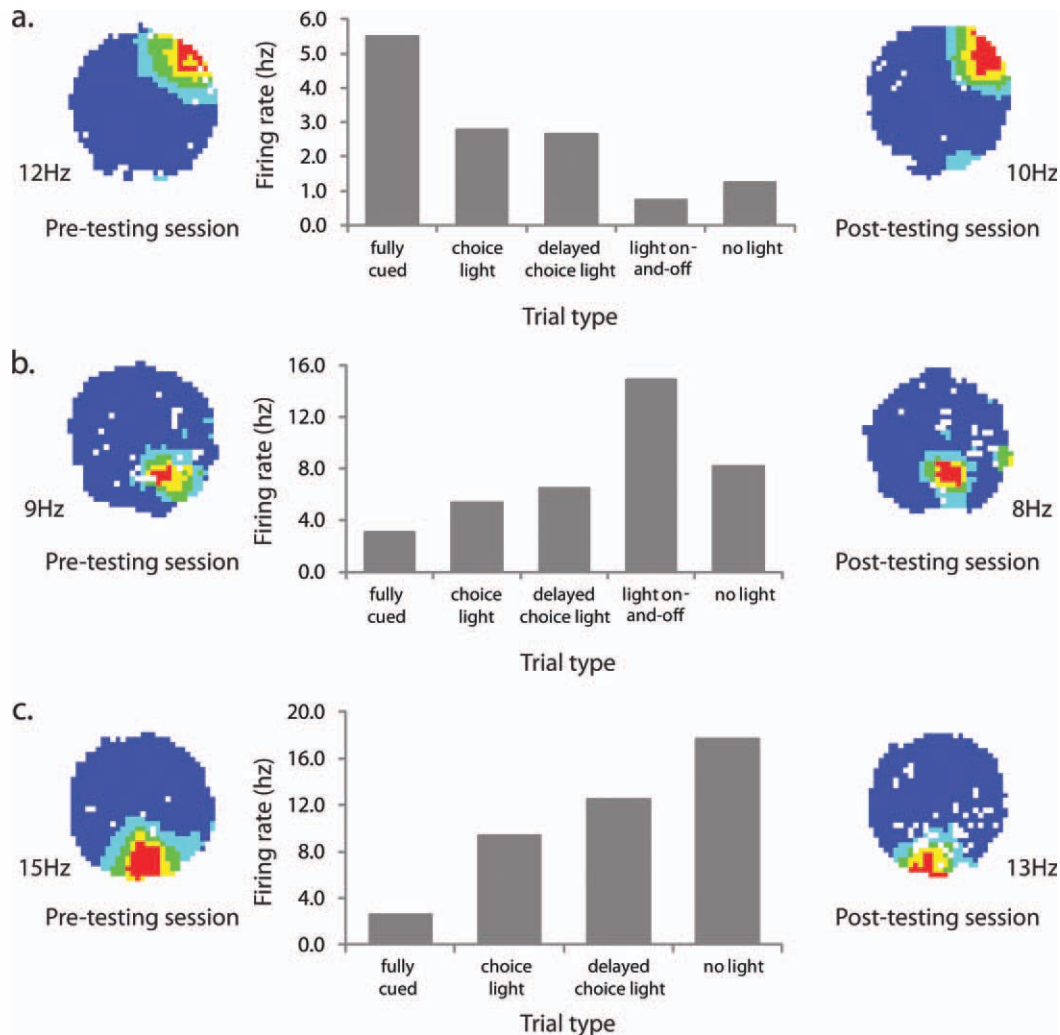 a.
12Hz
Pre-testing session
Firing rate (hz)
6.0
5.0
4.0
3.0
2.0
1.0
0.0
fully cued
choice light
delayed choice light
light on-and-off
no light
Trial type
10Hz
Post-testing session
b.
9Hz
Pre-testing session
Firing rate (hz)
16.0
12.0
8.0
4.0
0.0
fully cued
choice light
delayed choice light
light on-and-off
no light
Trial type
8Hz
Post-testing session
c.
15Hz
Pre-testing session
Firing rate (hz)
20.0
16.0
12.0
8.0
4.0
0.0
fully cued
choice light
delayed choice light
no light
Trial type
13Hz
Post-testing session